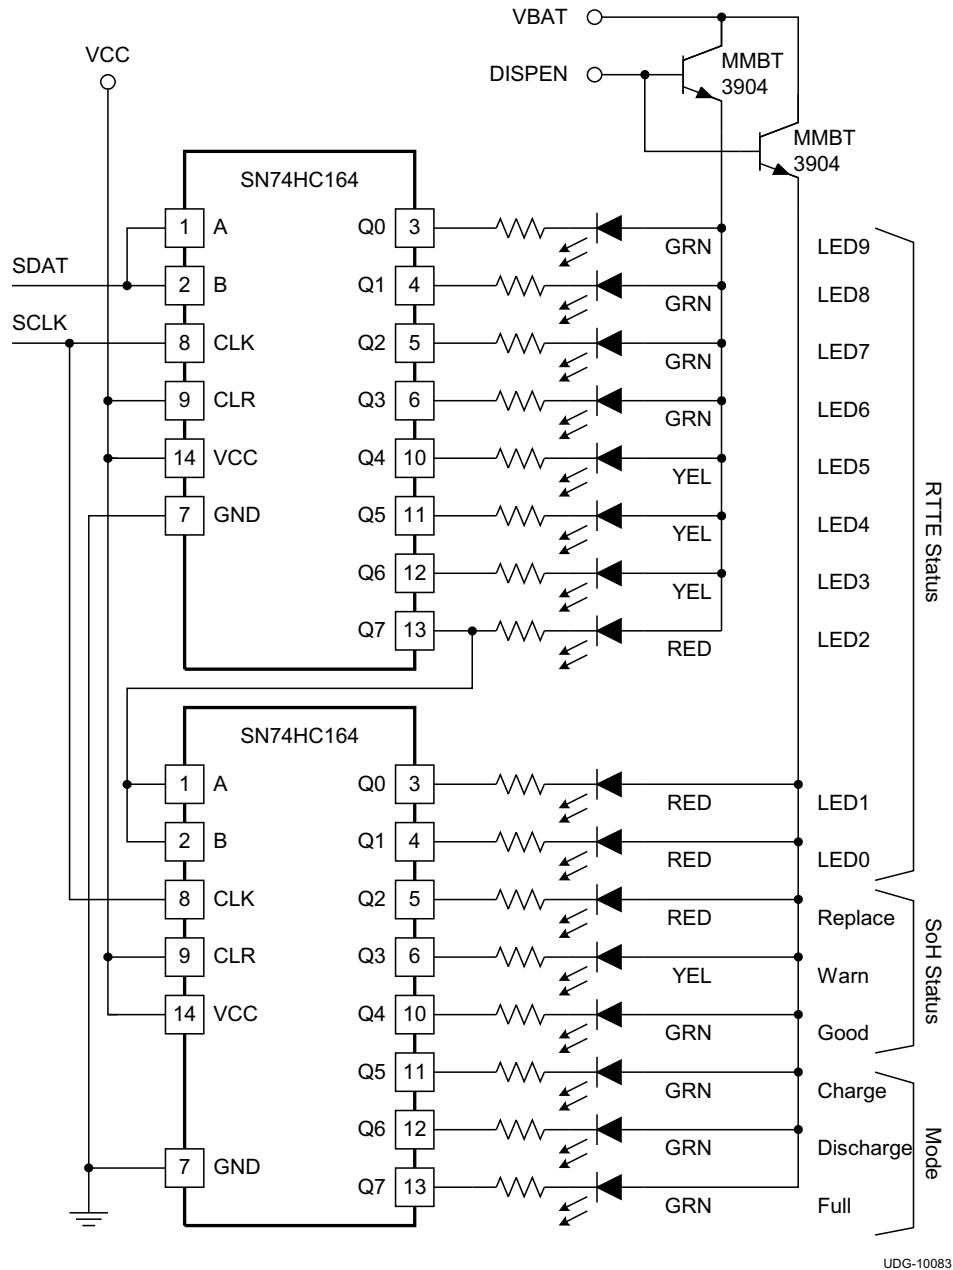 VBAT
VCC
DISPEN
MMBT
3904
MMBT
3904
SN74HC164
1 A Q0 3 GRN LED9
SDAT
2 B Q1 4 GRN LED8
SCLK
8 CLK Q2 5 GRN LED7
9 CLR Q3 6 GRN LED6
14 VCC Q4 10 YEL LED5
7 GND Q5 11 YEL LED4
Q6 12 YEL LED3
Q7 13 RED LED2
RTTE Status
SN74HC164
1 A Q0 3 RED LED1
2 B Q1 4 RED LED0
8 CLK Q2 5 RED Replace
9 CLR Q3 6 YEL Warn
14 VCC Q4 10 GRN Good
SoH Status
Q5 11 GRN Charge
Q6 12 GRN Discharge
7 GND
Q7 13 GRN Full
Mode
UDG-10083